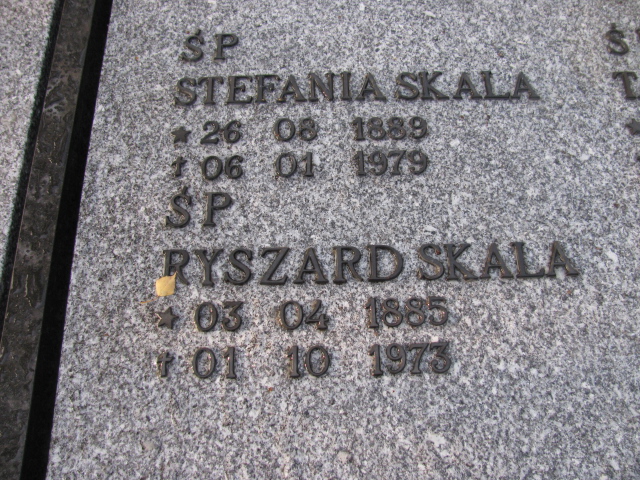 ŚP
STEFANIA SKALA
★ 26 08 1889
† 06 01 1979
ŚP
RYSZARD SKALA
★ 03 04 1885
† 01 10 1973